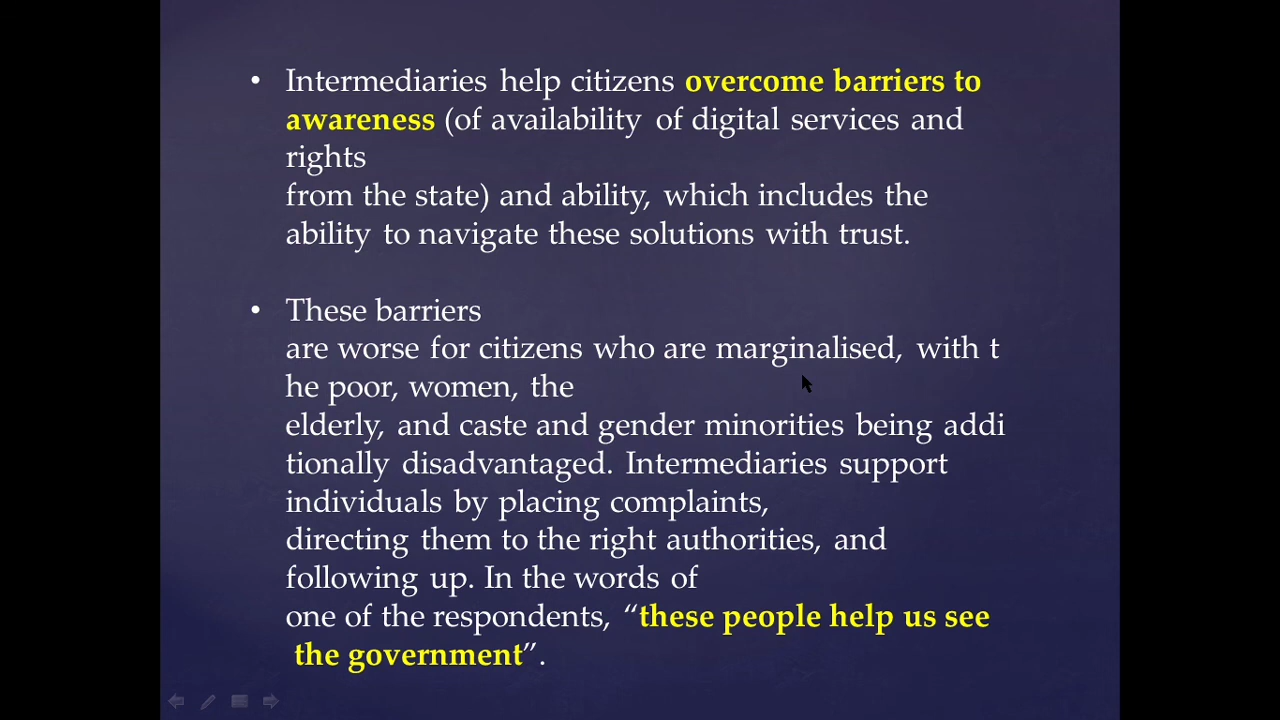 • Intermediaries help citizens overcome barriers to
awareness (of availability of digital services and
rights
from the state) and ability, which includes the
ability to navigate these solutions with trust.
• These barriers
are worse for citizens who are marginalised, with t
he poor, women, the
elderly, and caste and gender minorities being addi
tionally disadvantaged. Intermediaries support
individuals by placing complaints,
directing them to the right authorities, and
following up. In the words of
one of the respondents, “these people help us see
the government”.